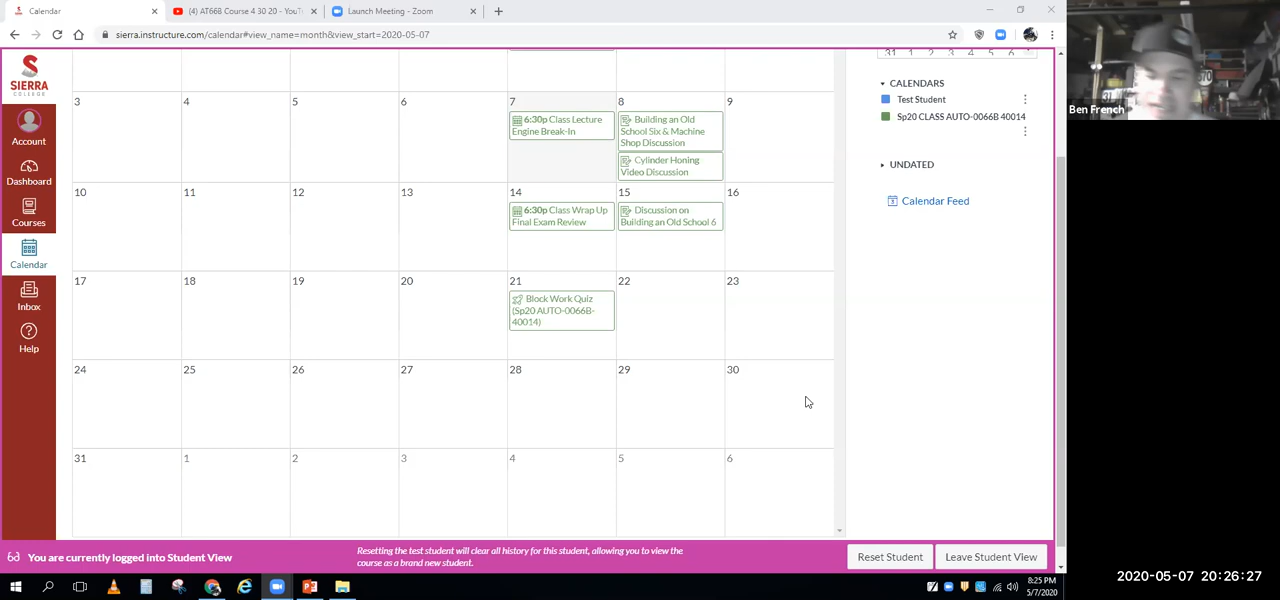 Calendar
(4) AT66B Course 4 30 20 - YouTu
Launch Meeting - Zoom
sierra.instructure.com/calendar#view_name=month&view_start=2020-05-07
SIERRA
COLLEGE
Account
Dashboard
Courses
Calendar
Inbox
Help
3 4 5 6 7 8 9
6:30p Class Lecture
Engine Break-In
Building an Old
School Six & Machine
Shop Discussion
Cylinder Honing
Video Discussion
10 11 12 13 14 15 16
6:30p Class Wrap Up
Final Exam Review
Discussion on
Building an Old School 6
17 18 19 20 21 22 23
Block Work Quiz
(Sp20 AUTO-0066B-
40014)
24 25 26 27 28 29 30
31 1 2 3 4 5 6
31 1 2 3 4 5 6
CALENDARS
Test Student
Sp20 CLASS AUTO-0066B 40014
UNDATED
Calendar Feed
Ben French
You are currently logged into Student View
Resetting the test student will clear all history for this student, allowing you to view the
course as a brand new student.
Reset Student
Leave Student View
8:25 PM
5/7/2020
2020-05-07 20:26:27